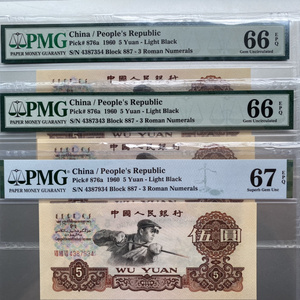 PMG
PAPER MONEY GUARANTY
China / People's Republic
Pick# 876a 1960 5 Yuan - Light Black
S/N 4387354 Block 887 - 3 Roman Numerals
66 EPQ
Gem Uncirculated
PMG
PAPER MONEY GUARANTY
China / People's Republic
Pick# 876a 1960 5 Yuan - Light Black
S/N 4387343 Block 887 - 3 Roman Numerals
66 EPQ
Gem Uncirculated
WU YUAN
PMG
PAPER MONEY GUARANTY
China / People's Republic
Pick# 876a 1960 5 Yuan - Light Black
S/N 4387934 Block 887 - 3 Roman Numerals
67 EPQ
Superb Gem Unc
中国人民银行
4387934
伍圆
5
WU YUAN
5